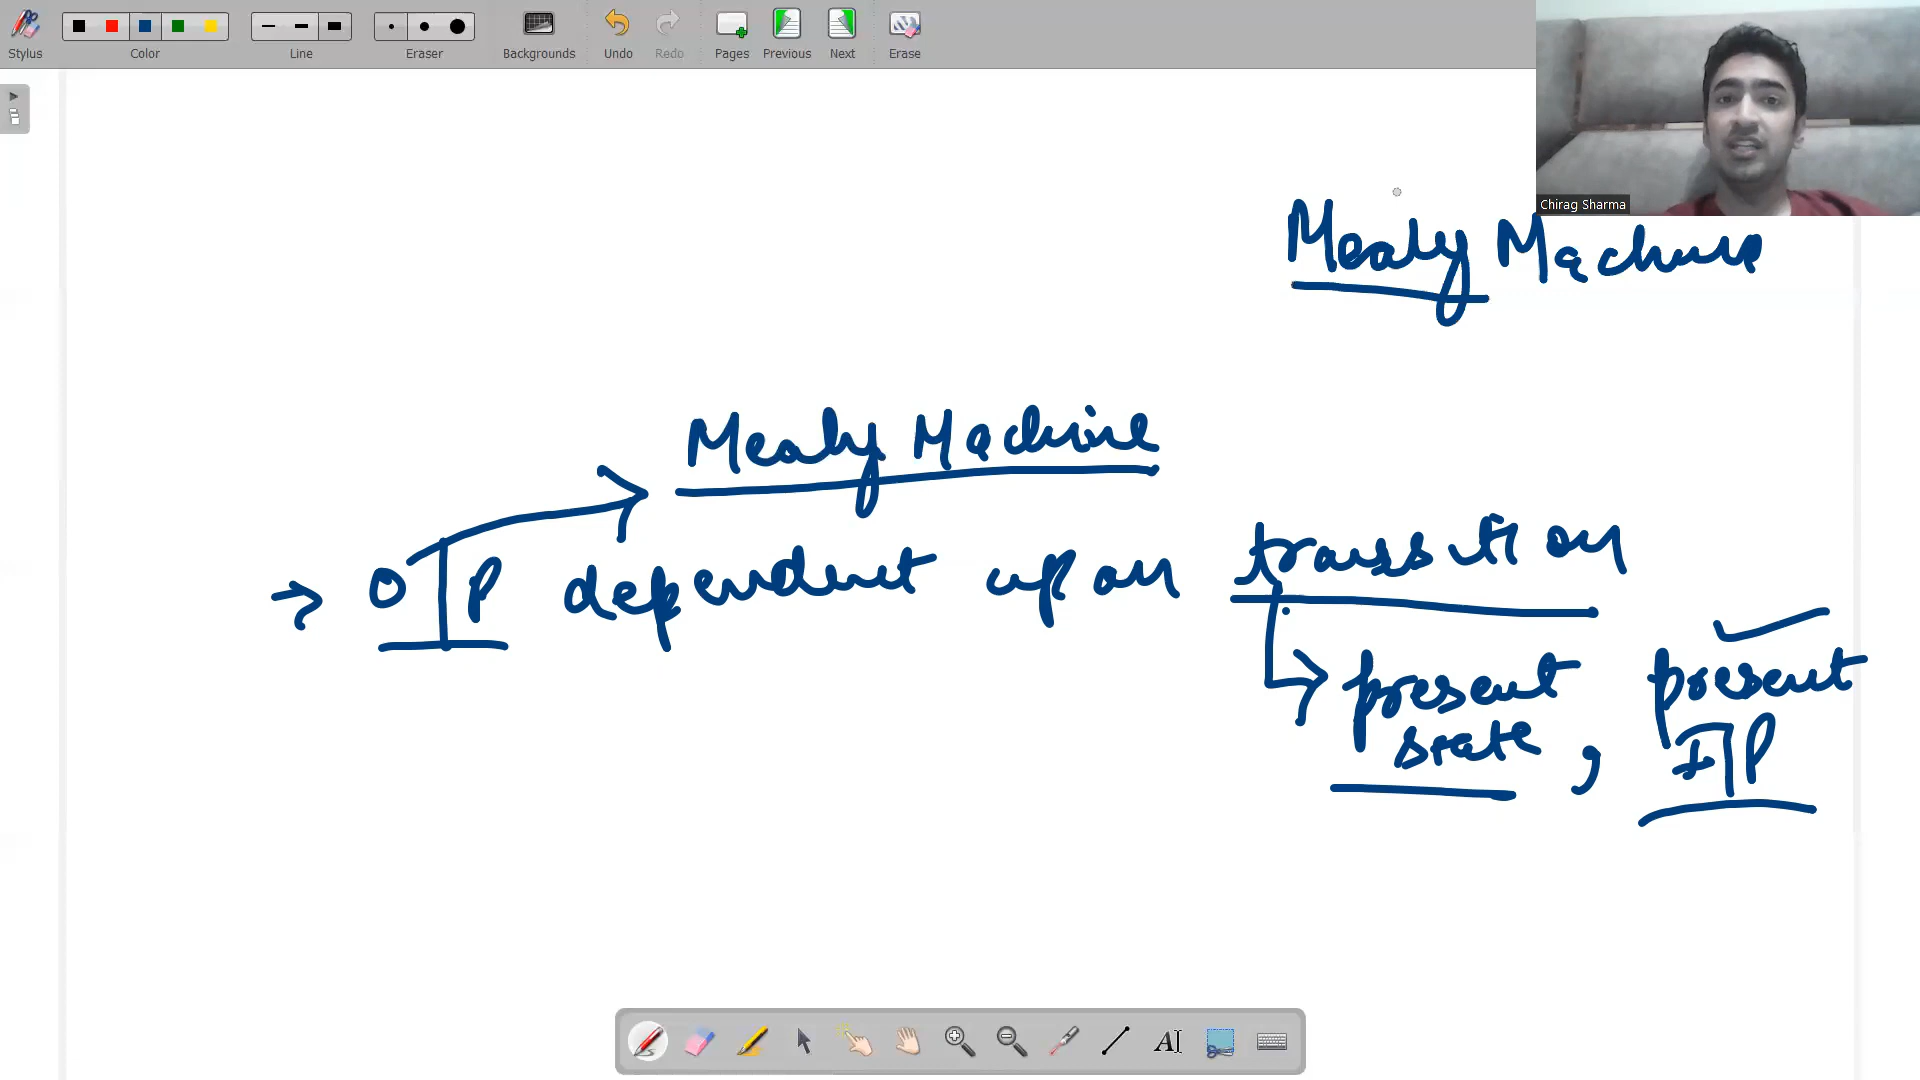 Stylus Color Line Eraser Backgrounds Undo Redo Pages Previous Next Erase
Chirag Sharma
Mealy Machine
Mealy Machine
→ O|P dependent upon transition
present state, present I|P